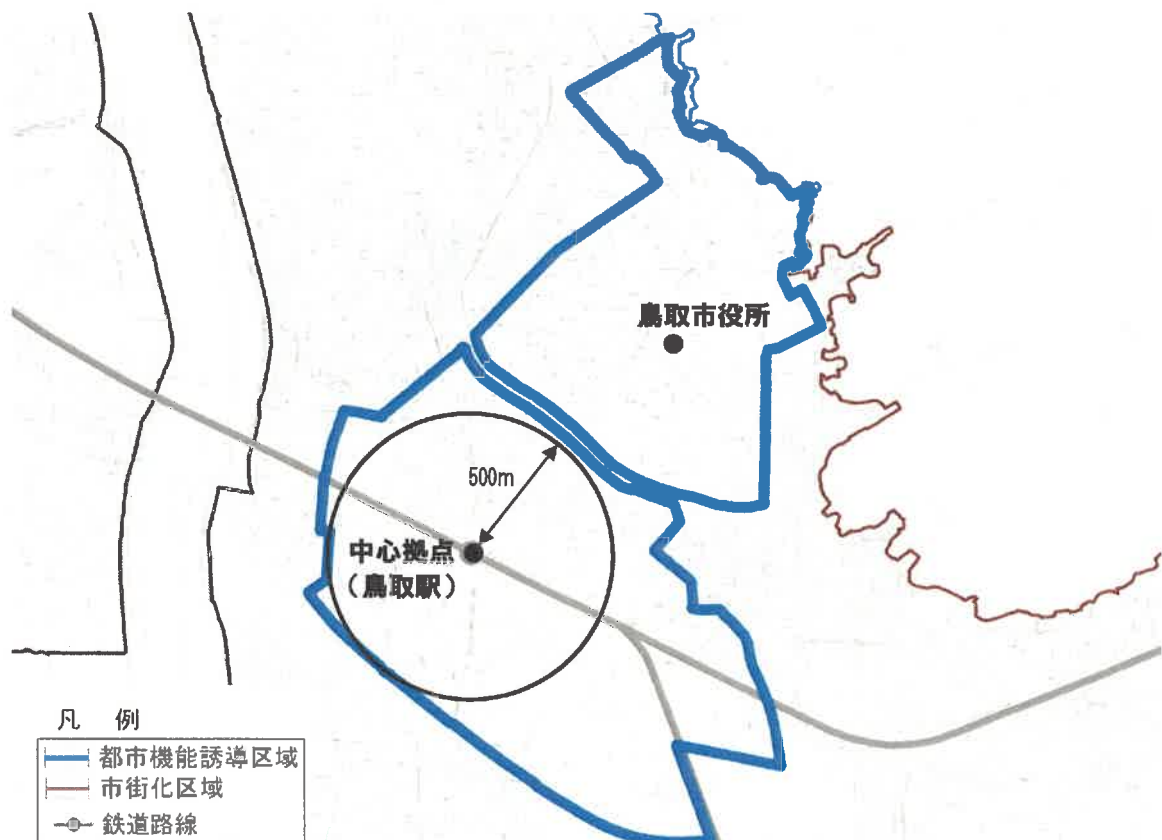 鳥取市役所
500m
中心拠点
（鳥取駅）
凡 例
都市機能誘導区域
市街化区域
鉄道路線